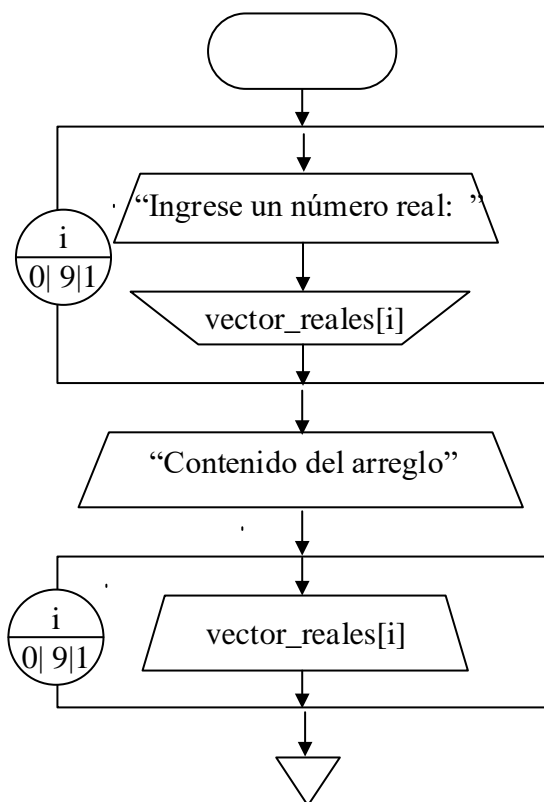 “Ingrese un número real:  ”
i
0| 9|1
vector_reales[i]
“Contenido del arreglo”
i
0| 9|1
vector_reales[i]